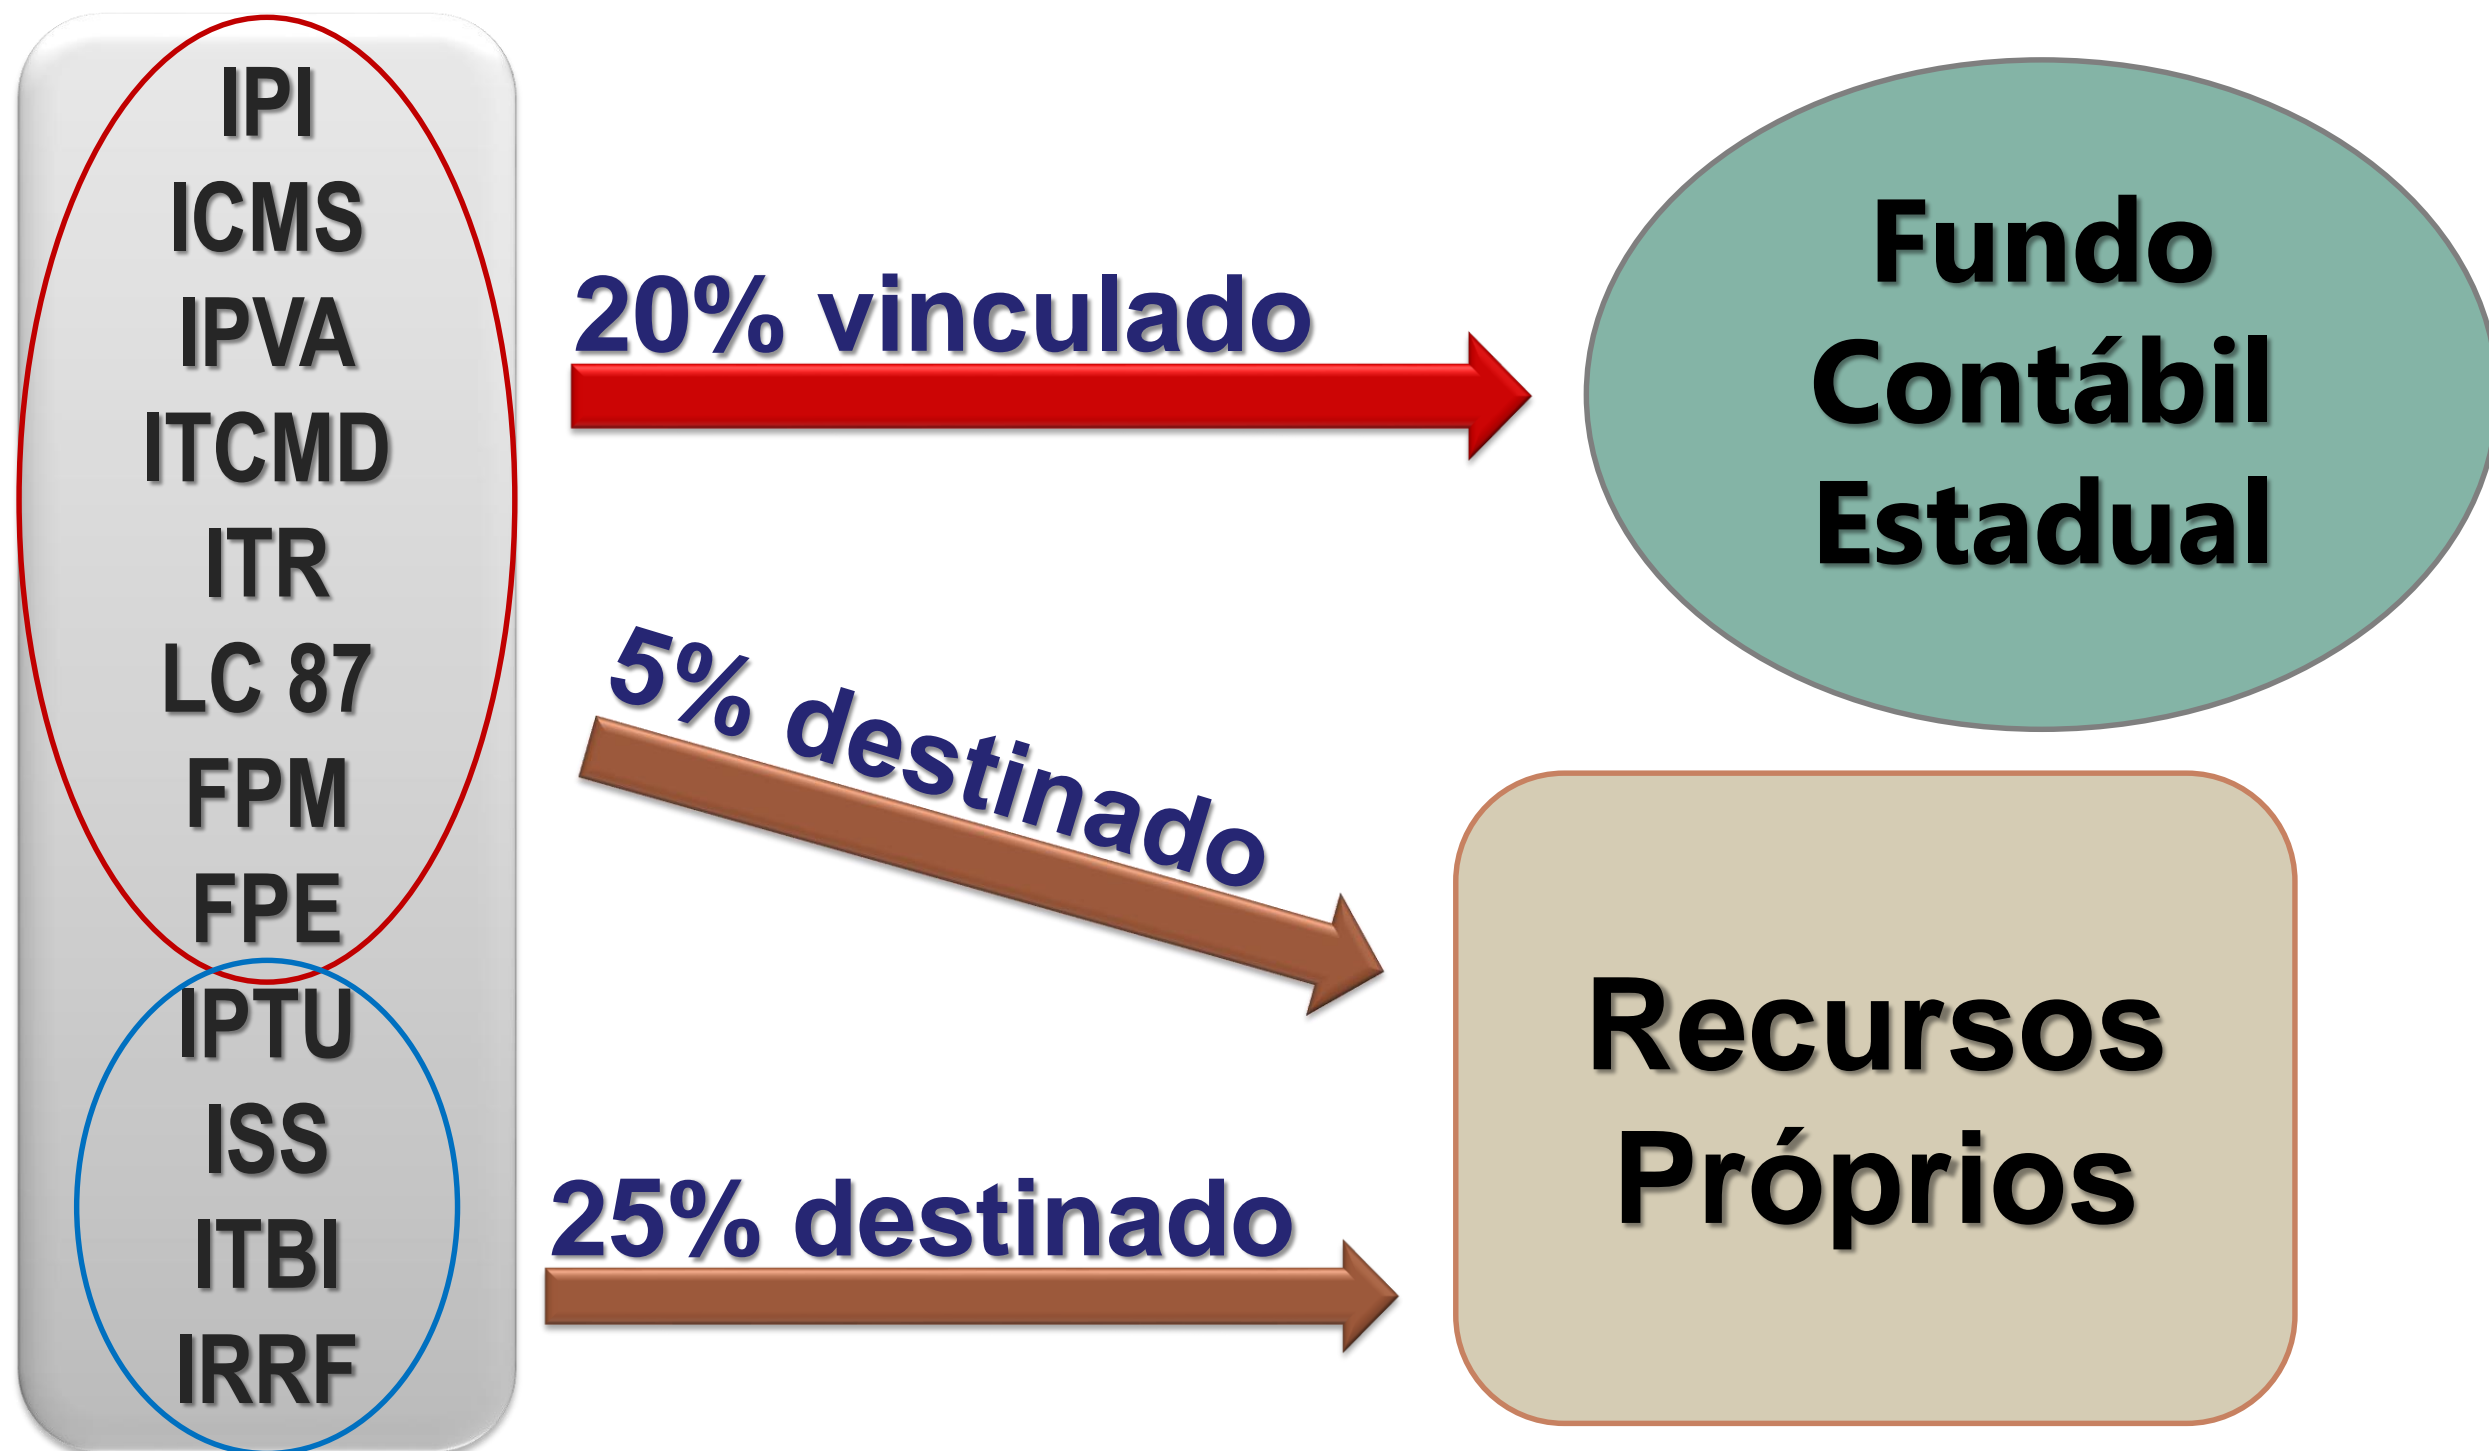 IPI
ICMS
IPVA
ITCMD
ITR
LC 87
FPM
FPE
IPTU
ISS
ITBI
IRRF
20% vinculado
5% destinado
25% destinado
Fundo
Contábil
Estadual
Recursos
Próprios